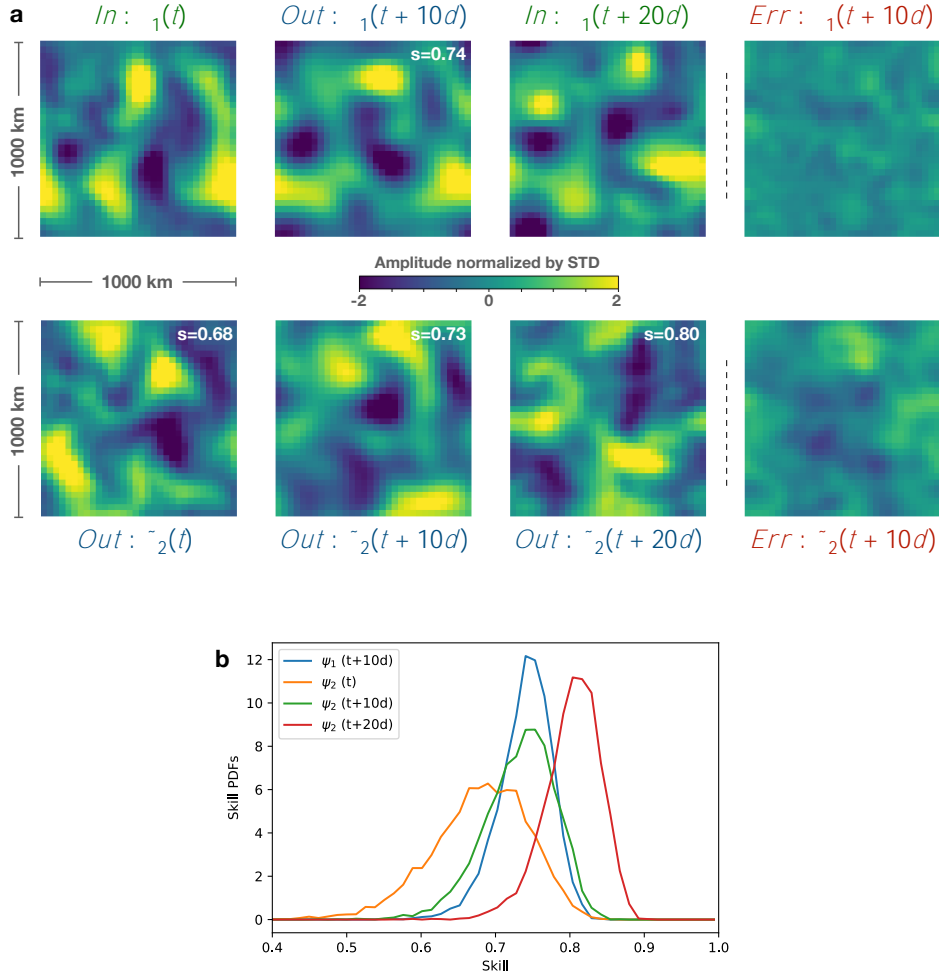 a
In : ₁(t)
Out : ₁(t + 10d)
In : ₁(t + 20d)
Err : ₁(t + 10d)
s=0.74
1000 km
1000 km
Amplitude normalized by STD
-2 0 2
1000 km
s=0.68
s=0.73
s=0.80
Out : ˜₂(t)
Out : ˜₂(t + 10d)
Out : ˜₂(t + 20d)
Err : ˜₂(t + 10d)
b
ψ₁ (t+10d)
ψ₂ (t)
ψ₂ (t+10d)
ψ₂ (t+20d)
Skill PDFs
12
10
8
6
4
2
0
0.4 0.5 0.6 0.7 0.8 0.9 1.0
Skill